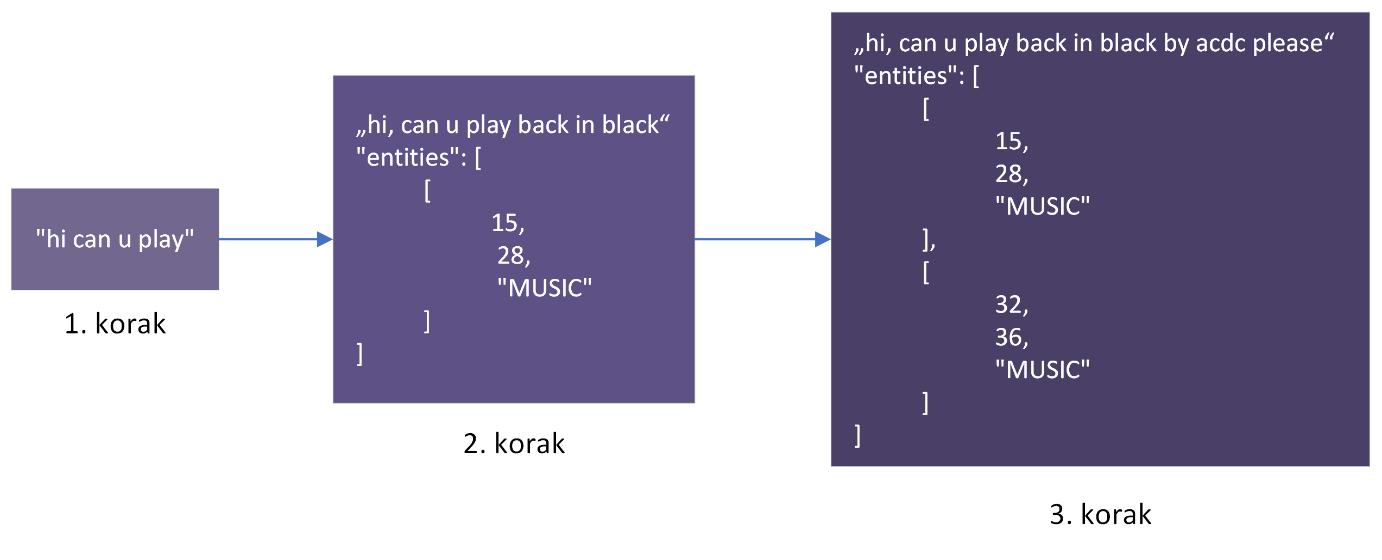 "hi can u play"
1. korak
„hi, can u play back in black“
"entities": [
[
15,
28,
"MUSIC"
]
]
2. korak
„hi, can u play back in black by acdc please“
"entities": [
[
15,
28,
"MUSIC"
],
[
32,
36,
"MUSIC"
]
]
3. korak